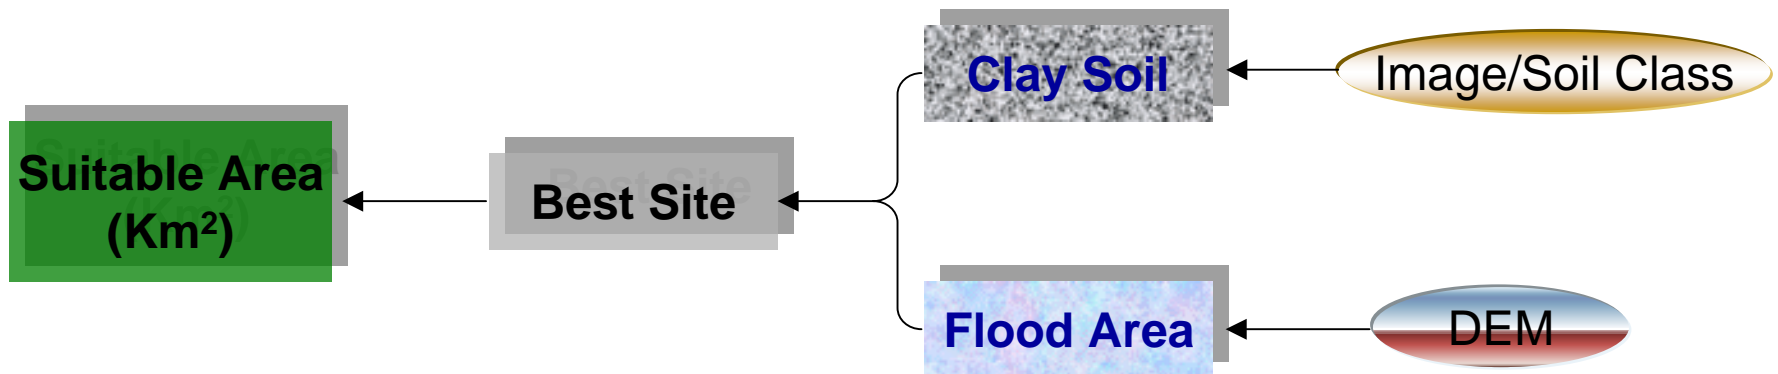 Clay Soil
Image/Soil Class
Suitable Area
(Km²)
Best Site
Flood Area
DEM